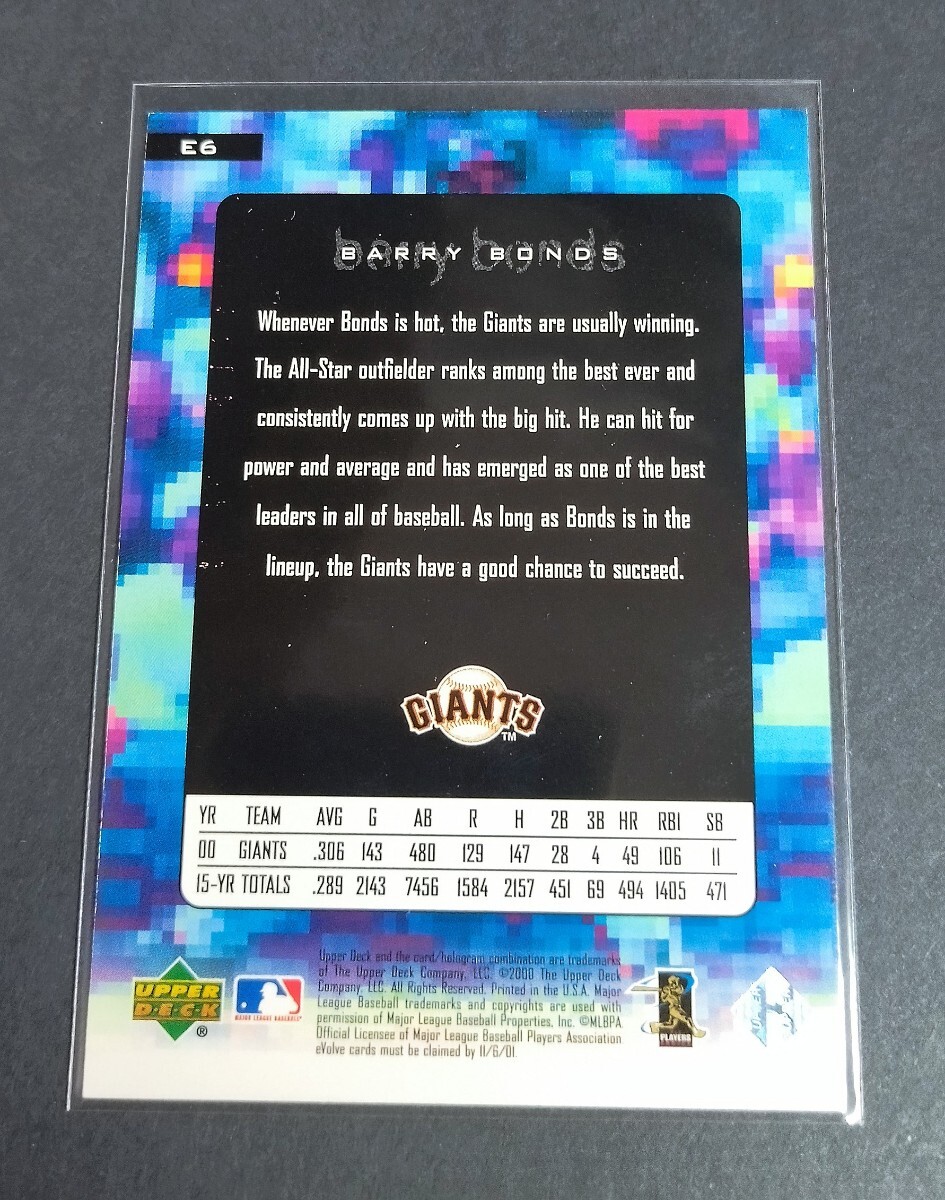 E6
barry bonds
BARRY BONDS
Whenever Bonds is hot, the Giants are usually winning.
The All-Star outfielder ranks among the best ever and
consistently comes up with the big hit. He can hit for
power and average and has emerged as one of the best
leaders in all of baseball. As long as Bonds is in the
lineup, the Giants have a good chance to succeed.
GIANTS
TM
YR TEAM AVG G AB R H 2B 3B HR RBI SB
00 GIANTS .306 143 480 129 147 28 4 49 106 11
15-YR TOTALS .289 2143 7456 1584 2157 451 69 494 1405 471
UPPER
DECK
®
MAJOR LEAGUE BASEBALL
Upper Deck and the card/hologram combination are trademarks
of The Upper Deck Company, LLC. ©2000 The Upper Deck
Company, LLC. All Rights Reserved. Printed in the U.S.A. Major
League Baseball trademarks and copyrights are used with
permission of Major League Baseball Properties, Inc. ©MLBPA
Official Licensee of Major League Baseball Players Association
eVolve cards must be claimed by 11/6/01.
PLAYERS